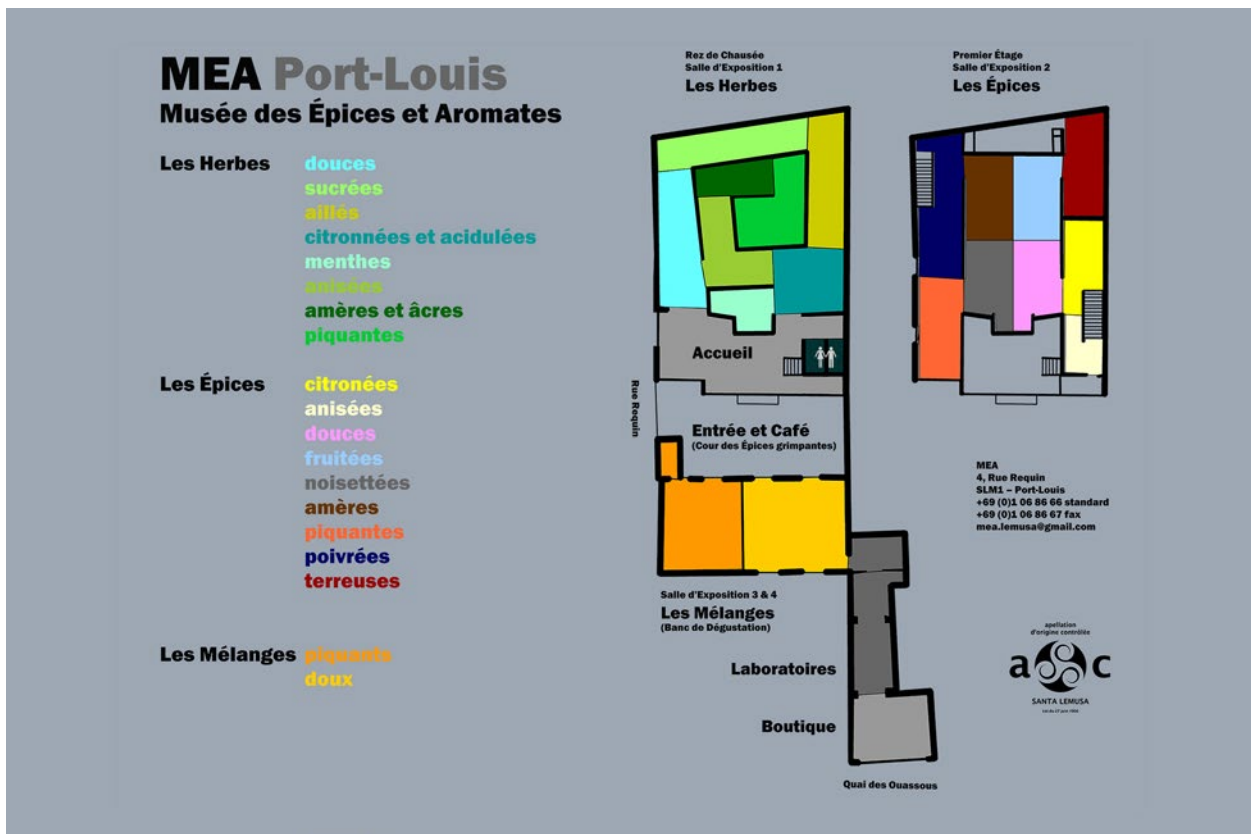 MEA Port-Louis
Musée des Épices et Aromates
Les Herbes
douces
sucrées
aillés
citronnées et acidulées
menthes
anisées
amères et âcres
piquantes
Les Épices
citronées
anisées
douces
fruitées
noisettées
amères
piquantes
poivrées
terreuses
Les Mélanges
piquants
doux
Rez de Chausée
Salle d'Exposition 1
Les Herbes
Accueil
Rue Requin
Entrée et Café
(Cour des Épices grimpantes)
Salle d'Exposition 3 & 4
Les Mélanges
(Banc de Dégustation)
Laboratoires
Boutique
Quai des Ouassous
Premier Étage
Salle d'Exposition 2
Les Épices
MEA
4, Rue Requin
SLM1 – Port-Louis
+69 (0)1 06 86 66 standard
+69 (0)1 06 86 67 fax
mea.lemusa@gmail.com
apellation
d'origine contrôlée
a c
SANTA LEMUSA